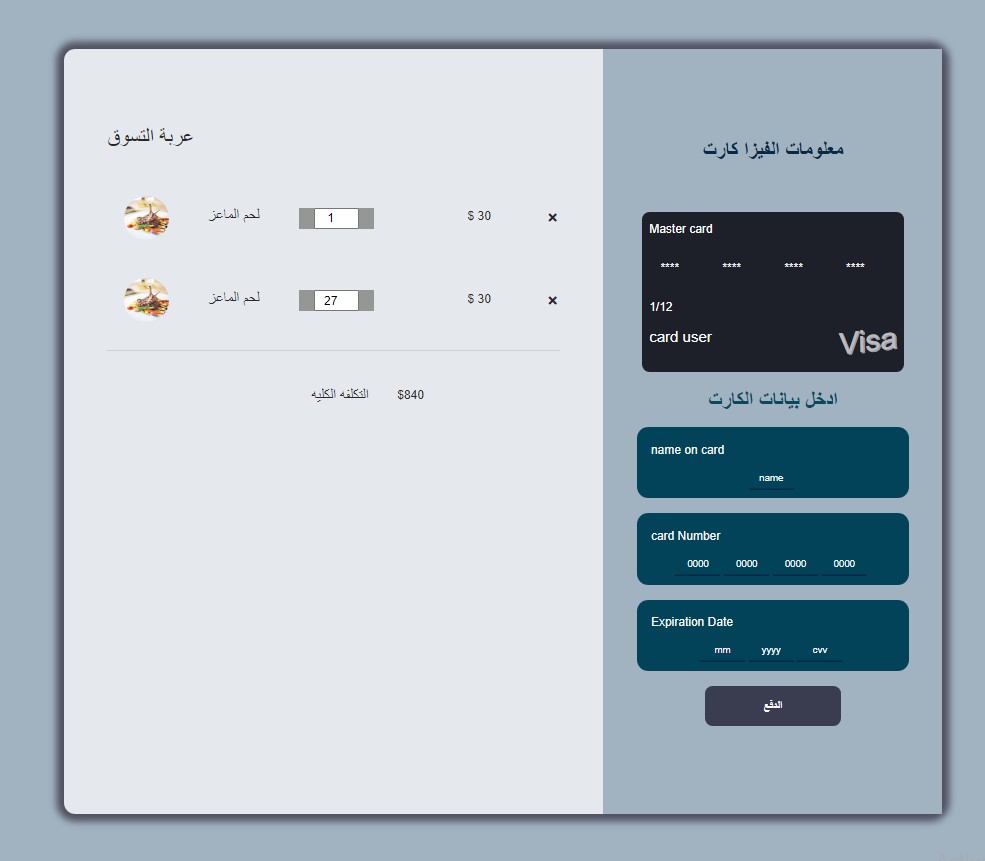 عربة التسوق
لحم الماعز 1 $ 30 ×
لحم الماعز 27 $ 30 ×
التكلفه الكليه $840
معلومات الفيزا كارت
Master card
**** **** **** ****
1/12
card user
Visa
ادخل بيانات الكارت
name on card
name
card Number
0000 0000 0000 0000
Expiration Date
mm yyyy cvv
الدفع